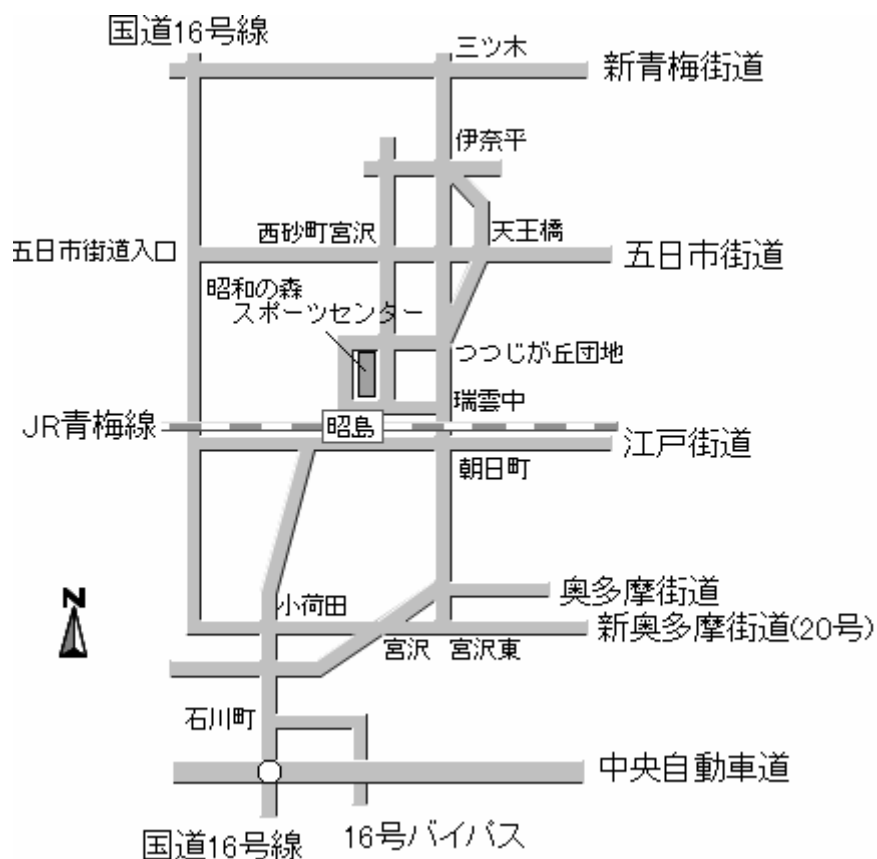 国道16号線
三ツ木
新青梅街道
伊奈平
西砂町宮沢
天王橋
五日市街道入口
五日市街道
昭和の森
スポーツセンター
つつじが丘団地
瑞雲中
JR青梅線
昭島
江戸街道
朝日町
N
奥多摩街道
小荷田
新奥多摩街道(20号)
宮沢
宮沢東
石川町
中央自動車道
16号バイパス
国道16号線